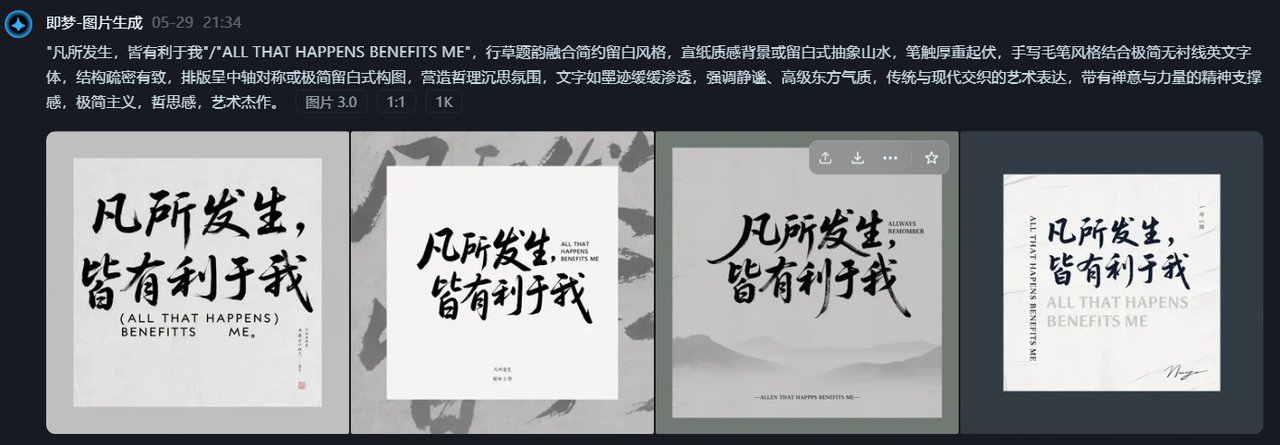 即梦-图片生成 05-29 21:34
"凡所发生，皆有利于我"/"ALL THAT HAPPENS BENEFITS ME"，行草题韵融合简约留白风格，宣纸质感背景或留白式抽象山水，笔触厚重起伏，手写毛笔风格结合极简无衬线英文字
体，结构疏密有致，排版呈中轴对称或极简留白式构图，营造哲理沉思氛围，文字如墨迹缓缓渗透，强调静谧、高级东方气质，传统与现代交织的艺术表达，带有禅意与力量的精神支撑
感，极简主义，哲思感，艺术杰作。 图片 3.0 1:1 1K
凡所发生，
皆有利于我
(ALL THAT HAPPENS)
BENEFITTS ME。
凡所发生，
皆有利于我
ALL THAT
HAPPENS
BENEFITS ME
凡所发生
凡所发生，
皆有利于我
ALLWAYS
REMEMBER
—ALLEN THAT HAPPPS BENEFITS ME—
ALL THAT HAPENS BENEFITS ME
凡所发生，
皆有利于我
ALL THAT HAPENS
BENEFITS ME